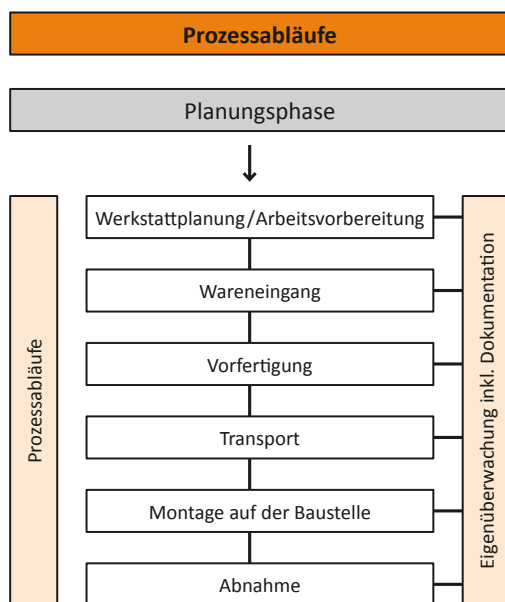 Prozessabläufe
Planungsphase
Prozessabläufe
Werkstattplanung/Arbeitsvorbereitung
Wareneingang
Vorfertigung
Transport
Montage auf der Baustelle
Abnahme
Eigenüberwachung inkl. Dokumentation